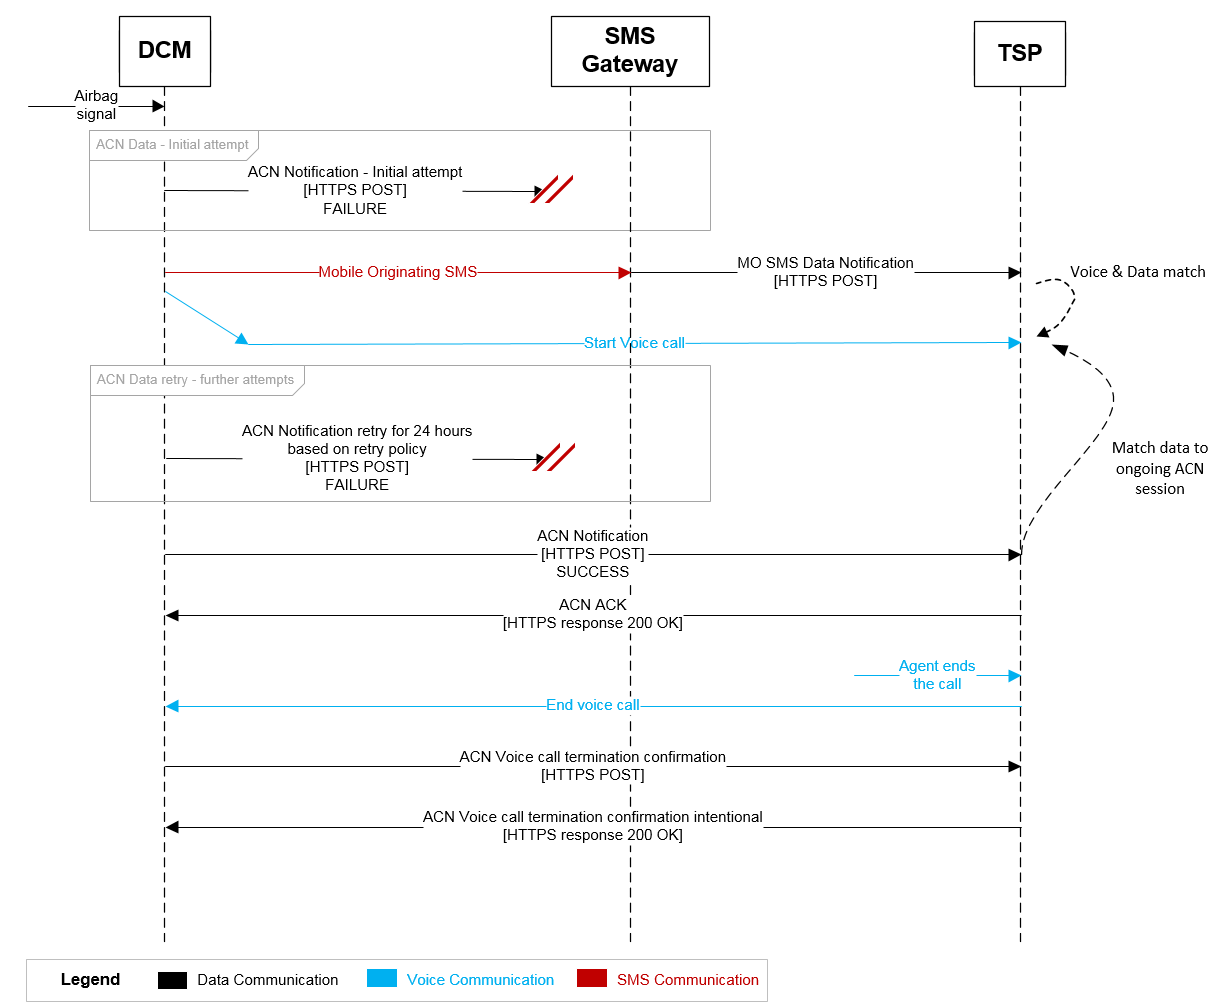 DCM
SMS
Gateway
TSP
Airbag
signal
ACN Data - Initial attempt
ACN Notification - Initial attempt
[HTTPS POST]
FAILURE
Mobile Originating SMS
MO SMS Data Notification
[HTTPS POST]
Voice & Data match
Start Voice call
ACN Data retry - further attempts
ACN Notification retry for 24 hours
based on retry policy
[HTTPS POST]
FAILURE
Match data to
ongoing ACN
session
ACN Notification
[HTTPS POST]
SUCCESS
ACN ACK
[HTTPS response 200 OK]
Agent ends
the call
End voice call
ACN Voice call termination confirmation
[HTTPS POST]
ACN Voice call termination confirmation intentional
[HTTPS response 200 OK]
Legend
Data Communication
Voice Communication
SMS Communication